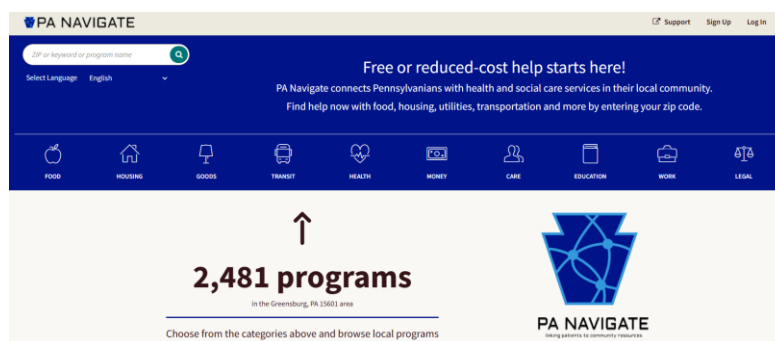 PA NAVIGATE
Support Sign Up Log In
ZIP or keyword or program name
Select Language English
Free or reduced-cost help starts here!
PA Navigate connects Pennsylvanians with health and social care services in their local community.
Find help now with food, housing, utilities, transportation and more by entering your zip code.
FOOD HOUSING GOODS TRANSIT HEALTH MONEY CARE EDUCATION WORK LEGAL
2,481 programs
in the Greensburg, PA 15601 area
Choose from the categories above and browse local programs
PA NAVIGATE
linking patients to community resources